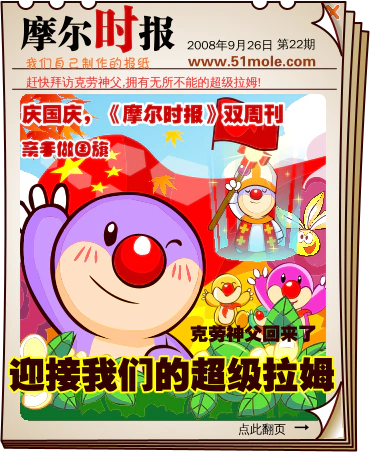 摩尔时报
2008年9月26日 第22期
我们自己制作的报纸
www.51mole.com
赶快拜访克劳神父,拥有无所不能的超级拉姆!
庆国庆，《摩尔时报》双周刊
亲手做国旗
克劳神父回来了
迎接我们的超级拉姆
点此翻页 →